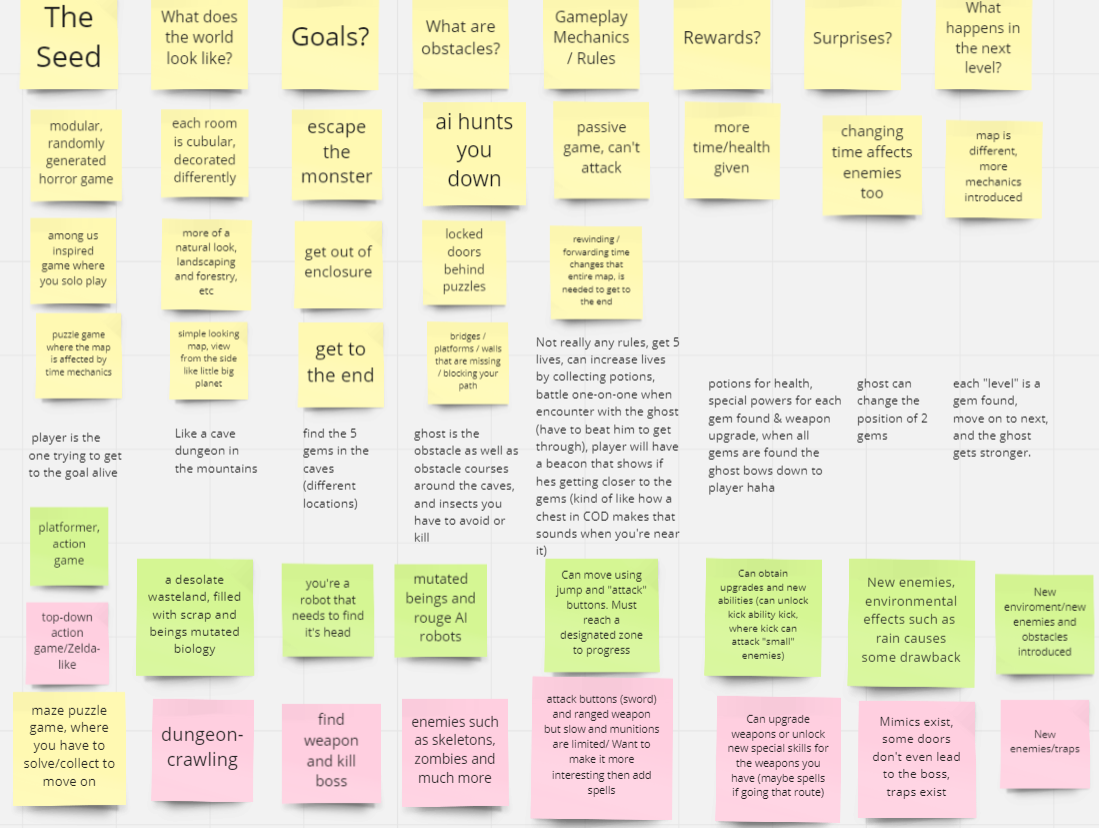 The
Seed
What does
the world
look like?
Goals?
What are
obstacles?
Gameplay
Mechanics
/ Rules
Rewards?
Surprises?
What
happens in
the next
level?
modular,
randomly
generated
horror game
each room
is cubular,
decorated
differently
escape
the
monster
ai hunts
you
down
passive
game, can't
attack
more
time/health
given
changing
time affects
enemies
too
map is
different,
more
mechanics
introduced
among us
inspired
game where
you solo play
more of a
natural look,
landscaping
and forestry,
etc
get out of
enclosure
locked
doors
behind
puzzles
rewinding /
forwarding time
changes that
entire map, is
needed to get to
the end
puzzle game
where the map
is affected by
time mechanics
simple looking
map, view
from the side
like little big
planet
get to
the end
bridges /
platforms / walls
that are missing
/ blocking your
path
player is the
one trying to get
to the goal alive
Like a cave
dungeon in
the mountains
find the 5
gems in the
caves
(different
locations)
ghost is the
obstacle as well as
obstacle courses
around the caves,
and insects you
have to avoid or
kill
Not really any rules, get 5
lives, can increase lives
by collecting potions,
battle one-on-one when
encounter with the ghost
(have to beat him to get
through), player will have
a beacon that shows if
hes getting closer to the
gems (kind of like how a
chest in COD makes that
sounds when you're near
it)
potions for health,
special powers for each
gem found & weapon
upgrade, when all
gems are found the
ghost bows down to
player haha
ghost can
change the
position of 2
gems
each "level" is a
gem found,
move on to next,
and the ghost
gets stronger.
platformer,
action
game
a desolate
wasteland, filled
with scrap and
beings mutated
biology
you're a
robot that
needs to find
it's head
mutated
beings and
rouge AI
robots
Can move using
jump and "attack"
buttons. Must
reach a
designated zone
to progress
Can obtain
upgrades and new
abilities (can unlock
kick ability kick,
where kick can
attack "small"
enemies)
New enemies,
environmental
effects such as
rain causes
some drawback
New
enviroment/new
enemies and
obstacles
introduced
top-down
action
game/Zelda-
like
dungeon-
crawling
find
weapon
and kill
boss
enemies such
as skeletons,
zombies and
much more
attack buttons (sword)
and ranged weapon
but slow and munitions
are limited/ Want to
make it more
interesting then add
spells
Can upgrade
weapons or unlock
new special skills for
the weapons you
have (maybe spells
if going that route)
Mimics exist,
some doors
don't even lead
to the boss,
traps exist
New
enemies/traps
maze puzzle
game, where
you have to
solve/collect to
move on